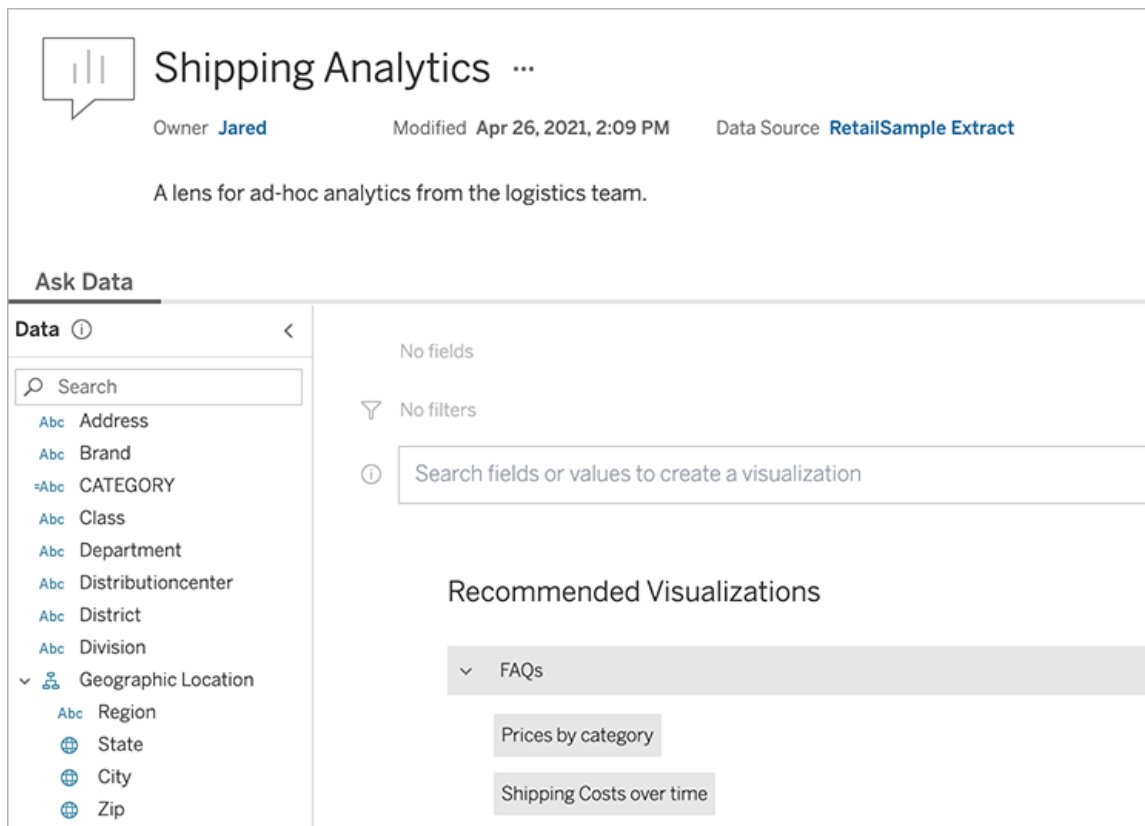 Shipping Analytics ...
Owner Jared Modified Apr 26, 2021, 2:09 PM Data Source RetailSample Extract
A lens for ad-hoc analytics from the logistics team.
Ask Data
Data
Search
Abc Address
Abc Brand
=Abc CATEGORY
Abc Class
Abc Department
Abc Distributioncenter
Abc District
Abc Division
Geographic Location
Abc Region
State
City
Zip
No fields
No filters
Search fields or values to create a visualization
Recommended Visualizations
FAQs
Prices by category
Shipping Costs over time